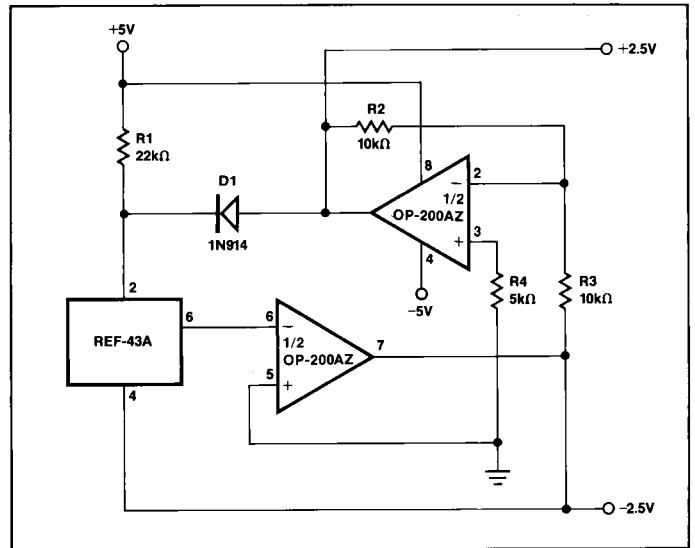 +5V
+2.5V
R2
10kΩ
R1
22kΩ
D1
1N914
8
2
−
1/2
OP-200AZ
+
3
4
−5V
R4
5kΩ
R3
10kΩ
2
REF-43A
6
4
6
−
1/2
OP-200AZ
5
+
7
−2.5V